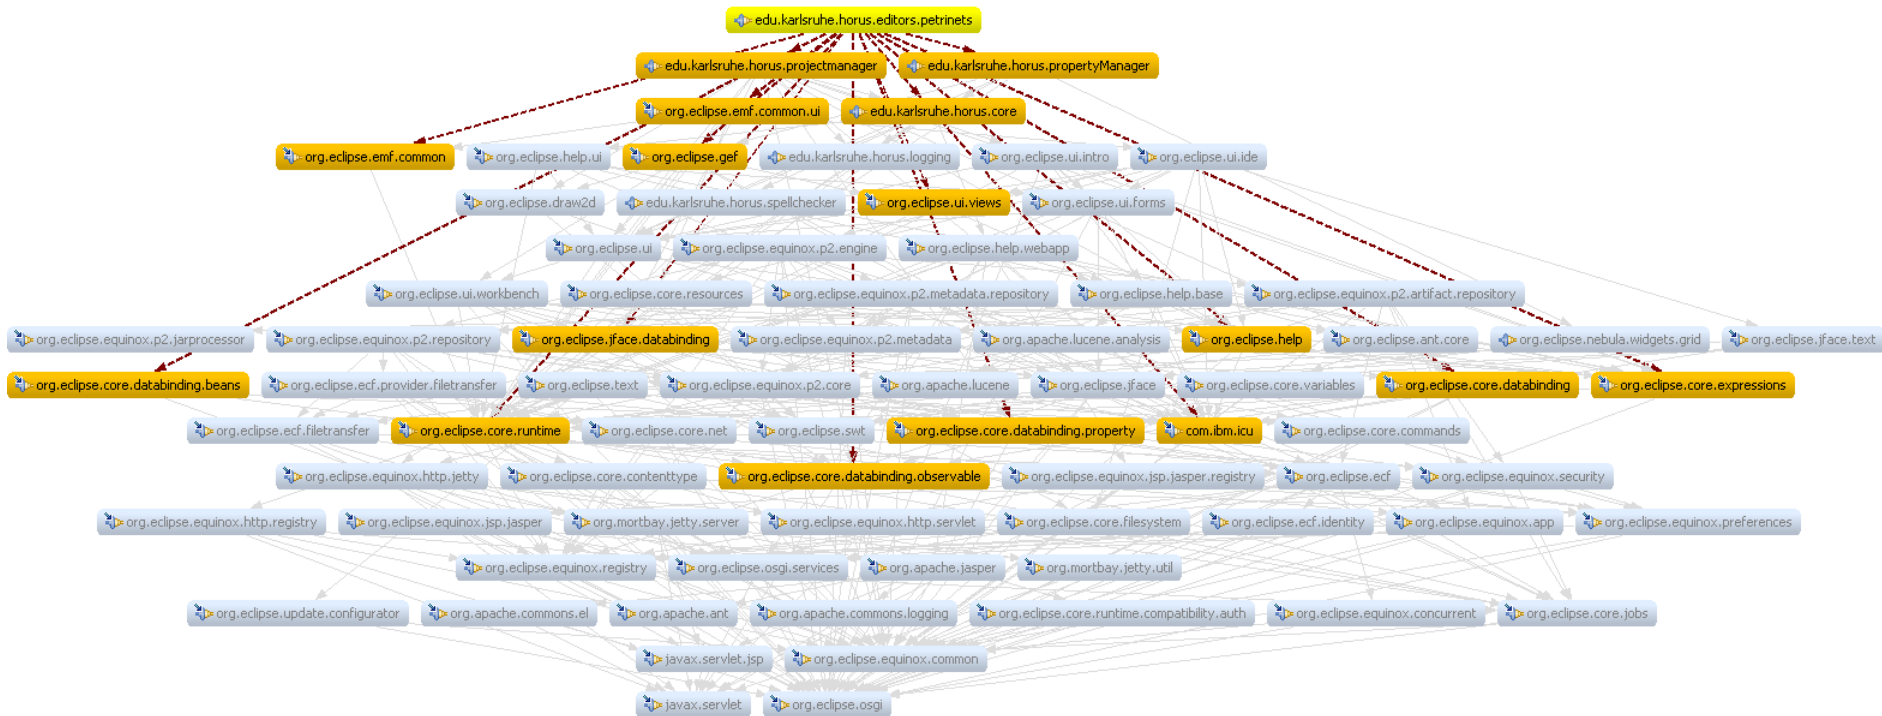 edu.karlsruhe.horus.editors.petrinets
edu.karlsruhe.horus.projectmanager edu.karlsruhe.horus.propertyManager
org.eclipse.emf.common.ui edu.karlsruhe.horus.core
org.eclipse.emf.common org.eclipse.help.ui org.eclipse.gef edu.karlsruhe.horus.logging org.eclipse.ui.intro org.eclipse.ui.ide
org.eclipse.draw2d edu.karlsruhe.horus.spellchecker org.eclipse.ui.views org.eclipse.ui.forms
org.eclipse.ui org.eclipse.equinox.p2.engine org.eclipse.help.webapp
org.eclipse.ui.workbench org.eclipse.core.resources org.eclipse.equinox.p2.metadata.repository org.eclipse.help.base org.eclipse.equinox.p2.artifact.repository
org.eclipse.equinox.p2.jarprocessor org.eclipse.equinox.p2.repository org.eclipse.jface.databinding org.eclipse.equinox.p2.metadata org.apache.lucene.analysis org.eclipse.help org.eclipse.ant.core org.eclipse.nebula.widgets.grid org.eclipse.jface.text
org.eclipse.core.databinding.beans org.eclipse.ecf.provider.filetransfer org.eclipse.text org.eclipse.equinox.p2.core org.apache.lucene org.eclipse.jface org.eclipse.core.variables org.eclipse.core.databinding org.eclipse.core.expressions
org.eclipse.ecf.filetransfer org.eclipse.core.runtime org.eclipse.core.net org.eclipse.swt org.eclipse.core.databinding.property com.ibm.icu org.eclipse.core.commands
org.eclipse.equinox.http.jetty org.eclipse.core.contenttype org.eclipse.core.databinding.observable org.eclipse.equinox.jsp.jasper.registry org.eclipse.ecf org.eclipse.equinox.security
org.eclipse.equinox.http.registry org.eclipse.equinox.jsp.jasper org.mortbay.jetty.server org.eclipse.equinox.http.servlet org.eclipse.core.filesystem org.eclipse.ecf.identity org.eclipse.equinox.app org.eclipse.equinox.preferences
org.eclipse.equinox.registry org.eclipse.osgi.services org.apache.jasper org.mortbay.jetty.util
org.eclipse.update.configurator org.apache.commons.el org.apache.ant org.apache.commons.logging org.eclipse.core.runtime.compatibility.auth org.eclipse.equinox.concurrent org.eclipse.core.jobs
javax.servlet.jsp org.eclipse.equinox.common
javax.servlet org.eclipse.osgi